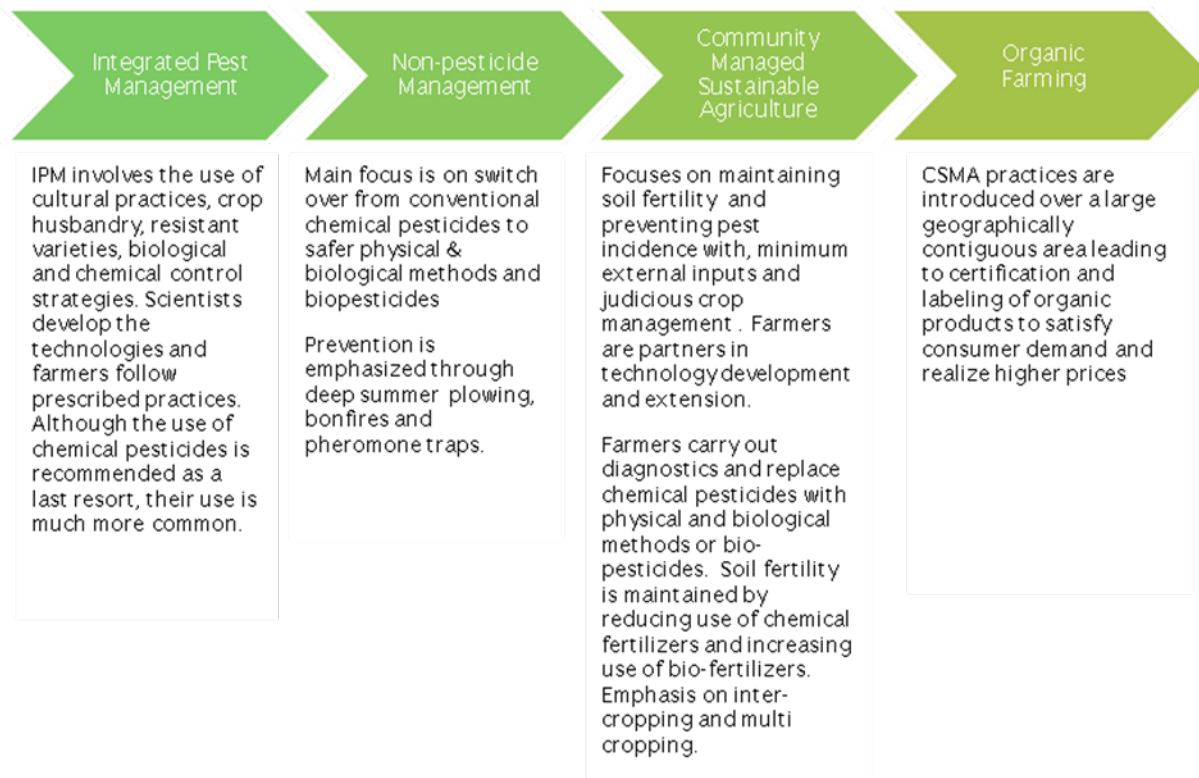 Integrated Pest
Management
IPM involves the use of
cultural practices, crop
husbandry, resistant
varieties, biological
and chemical control
strategies. Scientists
develop the
technologies and
farmers follow
prescribed practices.
Although the use of
chemical pesticides is
recommended as a
last resort, their use is
much more common.
Non-pesticide
Management
Main focus is on switch
over from conventional
chemical pesticides to
safer physical &
biological methods and
biopesticides
Prevention is
emphasized through
deep summer plowing,
bonfires and
pheromone traps.
Community
Managed
Sustainable
Agriculture
Focuses on maintaining
soil fertility and
preventing pest
incidence with, minimum
external inputs and
judicious crop
management . Farmers
are partners in
technology development
and extension.
Farmers carry out
diagnostics and replace
chemical pesticides with
physical and biological
methods or bio-
pesticides. Soil fertility
is maintained by
reducing use of chemical
fertilizers and increasing
use of bio-fertilizers.
Emphasis on inter-
cropping and multi
cropping.
Organic
Farming
CSMA practices are
introduced over a large
geographically
contiguous area leading
to certification and
labeling of organic
products to satisfy
consumer demand and
realize higher prices